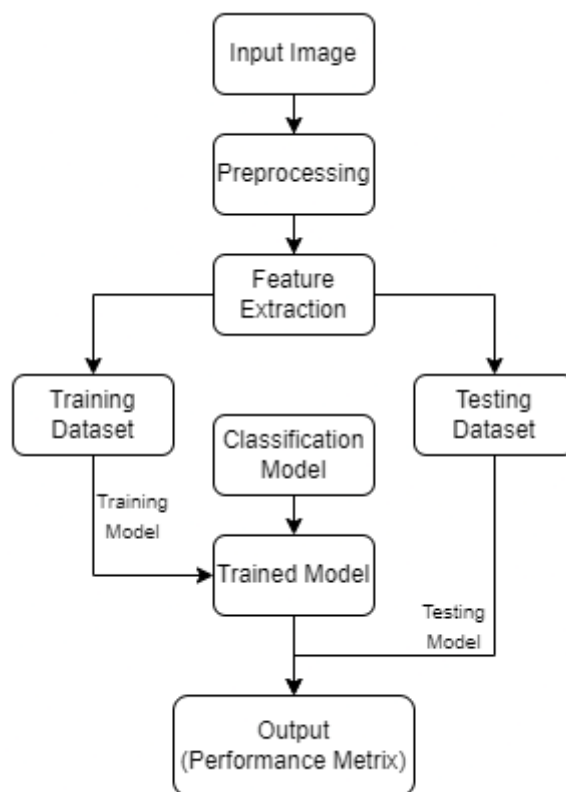 Input Image
Preprocessing
Feature
Extraction
Training
Dataset
Testing
Dataset
Classification
Model
Training
Model
Trained Model
Testing
Model
Output
(Performance Metrix)